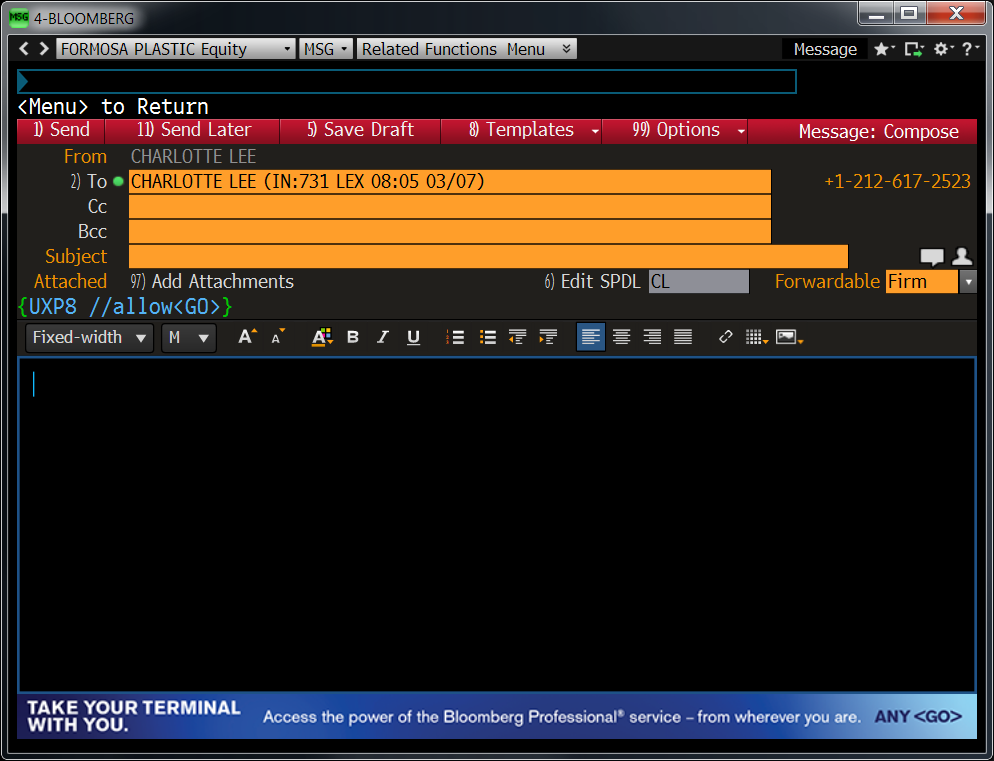 MSG 4-BLOOMBERG
FORMOSA PLASTIC Equity MSG Related Functions Menu Message ?
<Menu> to Return
1) Send 11) Send Later 5) Save Draft 8) Templates 99) Options Message: Compose
From CHARLOTTE LEE
2) To CHARLOTTE LEE (IN:731 LEX 08:05 03/07) +1-212-617-2523
Cc
Bcc
Subject
Attached 97) Add Attachments 6) Edit SPDL CL Forwardable Firm
{UXP8 //allow<GO>}
Fixed-width M A A A B I U
TAKE YOUR TERMINAL
WITH YOU.
Access the power of the Bloomberg Professional® service – from wherever you are. ANY <GO>